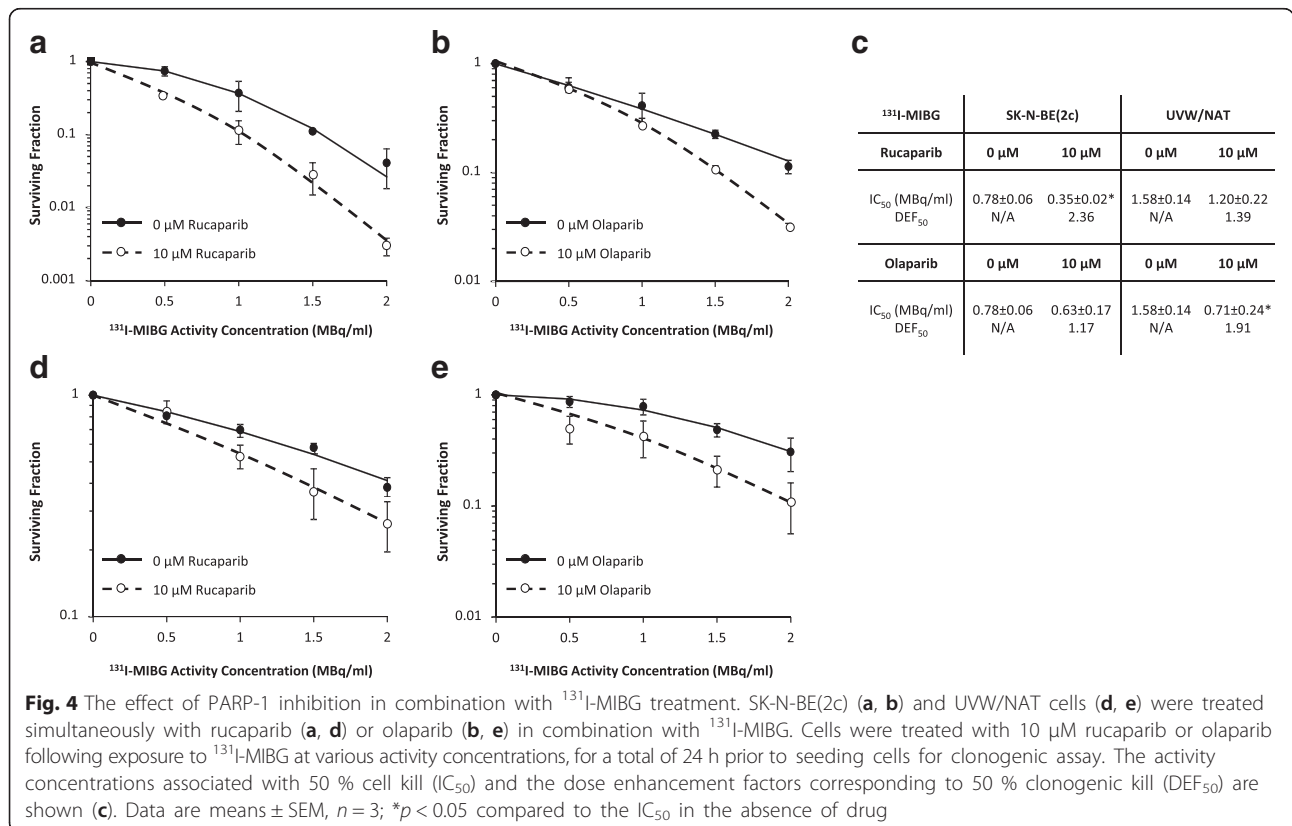 a
1
0.1
0.01
0.001
Surviving Fraction
0 µM Rucaparib
10 µM Rucaparib
0 0.5 1 1.5 2
¹³¹I-MIBG Activity Concentration (MBq/ml)
b
1
0.1
0.01
Surviving Fraction
0 µM Olaparib
10 µM Olaparib
0 0.5 1 1.5 2
¹³¹I-MIBG Activity Concentration (MBq/ml)
c
¹³¹I-MIBG SK-N-BE(2c) UVW/NAT
Rucaparib 0 µM 10 µM 0 µM 10 µM
IC₅₀ (MBq/ml) 0.78±0.06 0.35±0.02* 1.58±0.14 1.20±0.22
DEF₅₀ N/A 2.36 N/A 1.39
Olaparib 0 µM 10 µM 0 µM 10 µM
IC₅₀ (MBq/ml) 0.78±0.06 0.63±0.17 1.58±0.14 0.71±0.24*
DEF₅₀ N/A 1.17 N/A 1.91
d
1
0.1
Surviving Fraction
0 µM Rucaparib
10 µM Rucaparib
0 0.5 1 1.5 2
¹³¹I-MIBG Activity Concentration (MBq/ml)
e
1
0.1
0.01
Surviving Fraction
0 µM Olaparib
10 µM Olaparib
0 0.5 1 1.5 2
¹³¹I-MIBG Activity Concentration (MBq/ml)
Fig. 4 The effect of PARP-1 inhibition in combination with ¹³¹I-MIBG treatment. SK-N-BE(2c) (a, b) and UVW/NAT cells (d, e) were treated
simultaneously with rucaparib (a, d) or olaparib (b, e) in combination with ¹³¹I-MIBG. Cells were treated with 10 µM rucaparib or olaparib
following exposure to ¹³¹I-MIBG at various activity concentrations, for a total of 24 h prior to seeding cells for clonogenic assay. The activity
concentrations associated with 50 % cell kill (IC₅₀) and the dose enhancement factors corresponding to 50 % clonogenic kill (DEF₅₀) are
shown (c). Data are means ± SEM, n = 3; *p < 0.05 compared to the IC₅₀ in the absence of drug